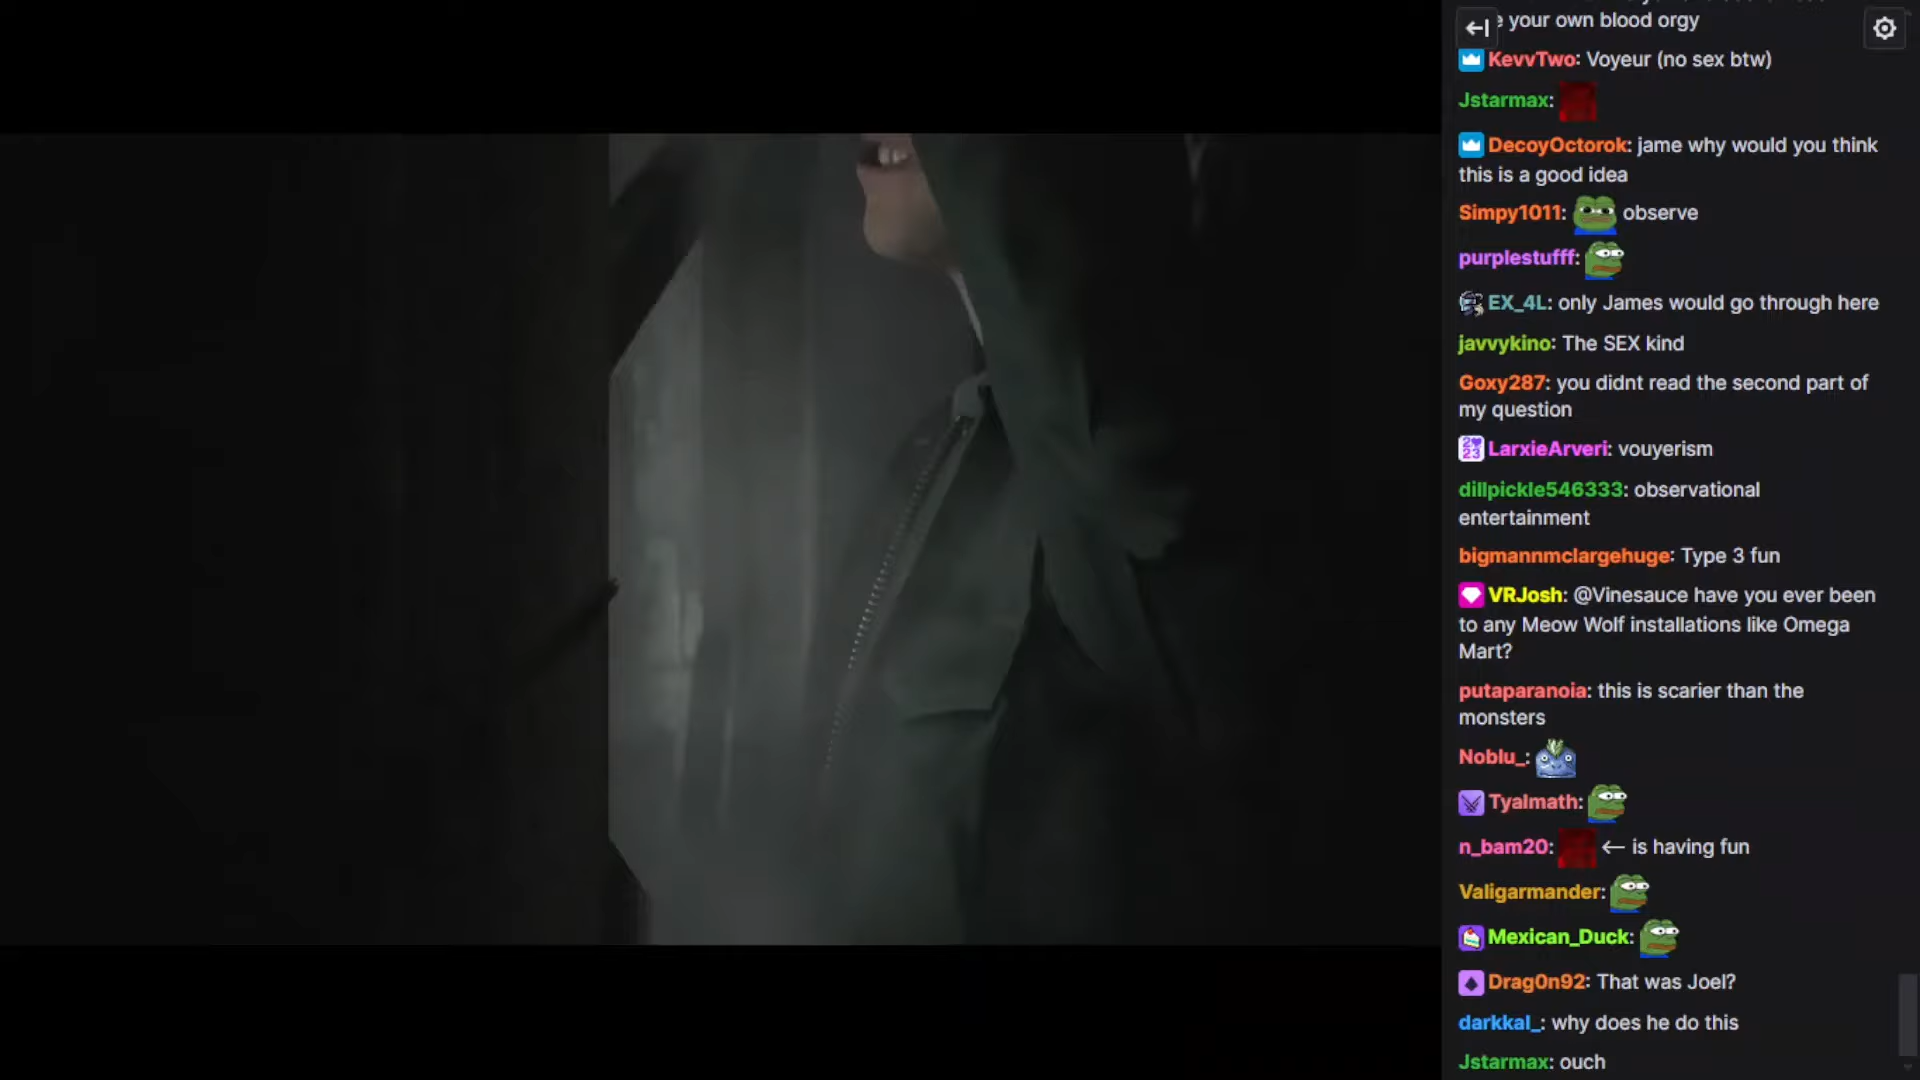 e your own blood orgy
KevvTwo: Voyeur (no sex btw)
Jstarmax:
DecoyOctorok: jame why would you think
this is a good idea
Simpy1011: observe
purplestufff:
EX_4L: only James would go through here
javvykino: The SEX kind
Goxy287: you didnt read the second part of
my question
2 23 LarxieArveri: vouyerism
dillpickle546333: observational
entertainment
bigmannmclargehuge: Type 3 fun
VRJosh: @Vinesauce have you ever been
to any Meow Wolf installations like Omega
Mart?
putaparanoia: this is scarier than the
monsters
Noblu_:
Tyalmath:
n_bam20: <— is having fun
Valigarmander:
Mexican_Duck:
Drag0n92: That was Joel?
darkkal_: why does he do this
Jstarmax: ouch